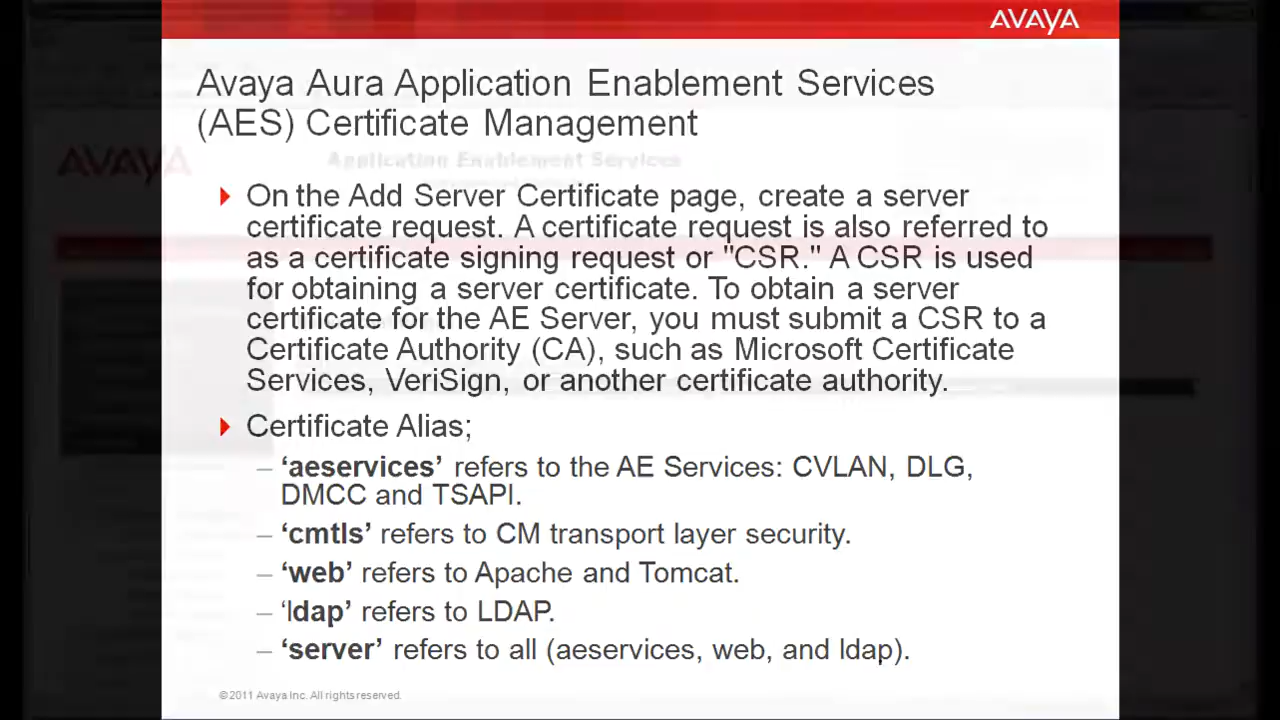 AVAYA
Avaya Aura Application Enablement Services
(AES) Certificate Management
AVAYA
Application Enablement Services
On the Add Server Certificate page, create a server
certificate request. A certificate request is also referred to
as a certificate signing request or "CSR." A CSR is used
for obtaining a server certificate. To obtain a server
certificate for the AE Server, you must submit a CSR to a
Certificate Authority (CA), such as Microsoft Certificate
Services, VeriSign, or another certificate authority.
Certificate Alias;
– ‘aeservices’ refers to the AE Services: CVLAN, DLG,
DMCC and TSAPI.
– ‘cmtls’ refers to CM transport layer security.
– ‘web’ refers to Apache and Tomcat.
– ‘ldap’ refers to LDAP.
– ‘server’ refers to all (aeservices, web, and ldap).
©2011 Avaya Inc. All rights reserved.